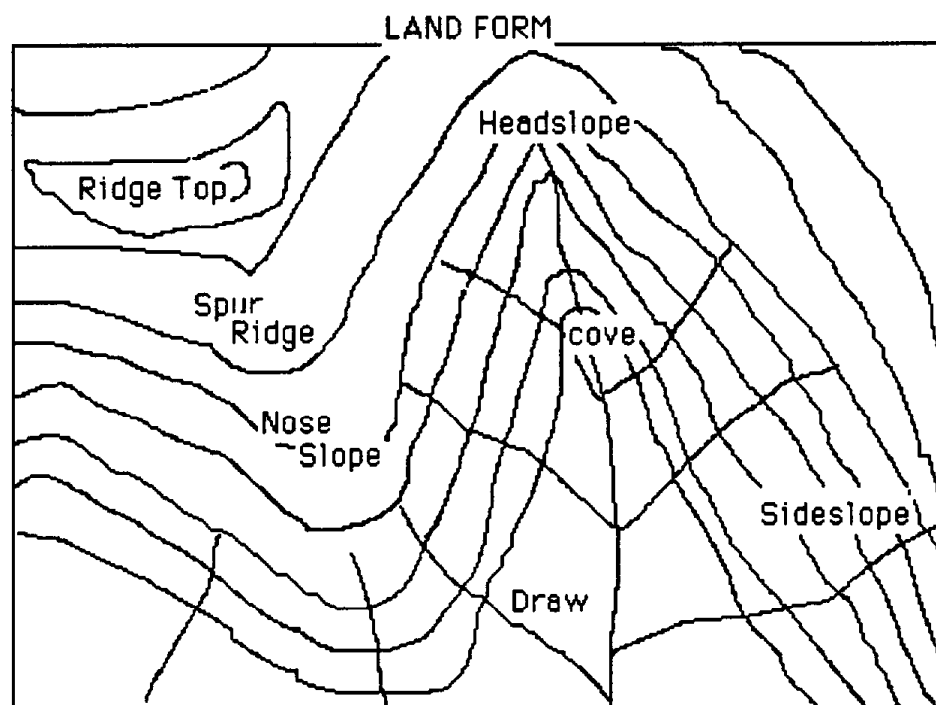 LAND FORM
Headslope
Ridge Top
Spur
Ridge
cove
Nose
Slope
Sideslope
Draw